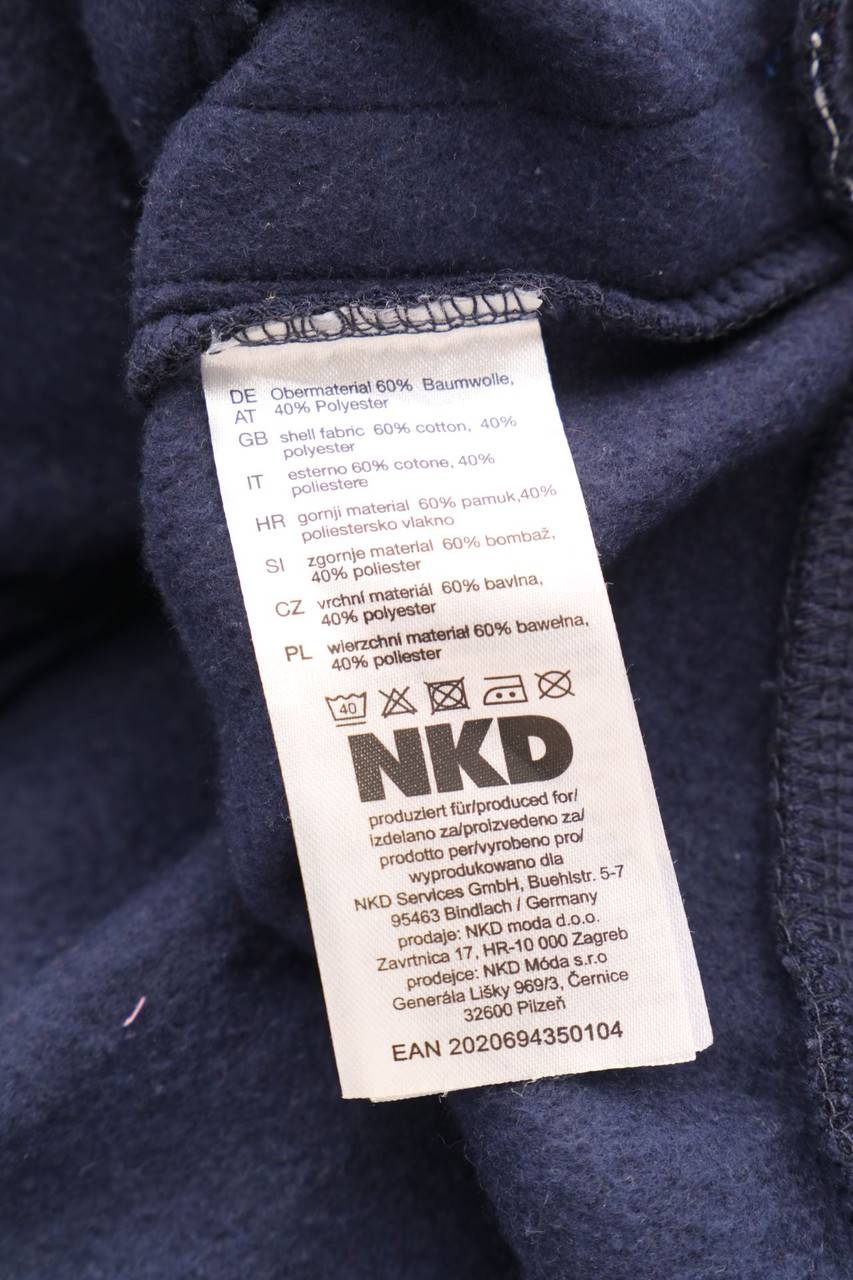 DE Obermaterial 60% Baumwolle,
AT 40% Polyester
GB shell fabric 60% cotton, 40%
polyester
IT esterno 60% cotone, 40%
poliestere
HR gornji material 60% pamuk,40%
poliestersko vlakno
SI zgornje material 60% bombaž,
40% poliester
CZ vrchní materiál 60% bavlna,
40% polyester
PL wierzchni materiał 60% bawełna,
40% poliester
40
NKD
produziert für/produced for/
izdelano za/proizvedeno za/
prodotto per/vyrobeno pro/
wyprodukowano dla
NKD Services GmbH, Buehlstr. 5-7
95463 Bindlach / Germany
prodaje: NKD moda d.o.o.
Zavrtnica 17, HR-10 000 Zagreb
prodejce: NKD Móda s.r.o
Generála Lišky 969/3, Černice
32600 Pilzeň
EAN 2020694350104